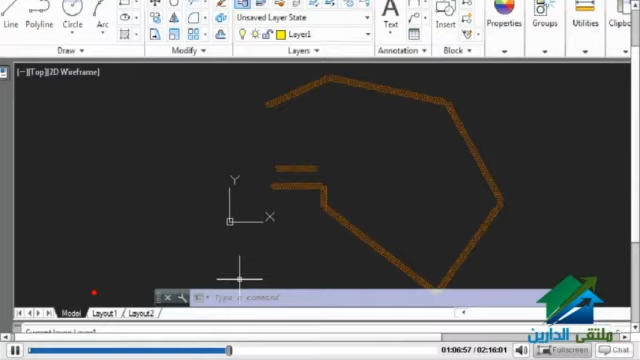 Line Polyline Circle Arc
Unsaved Layer State
Layer1
Text
Insert
Properties
Groups
Utilities
Draw
Modify
Layers
Annotation
[−][Top][2D Wireframe]
Y
X
Type a command
Model Layout1 Layout2
ملتقى الدارين
01:06:57 / 02:16:01
Fullscreen
Chat